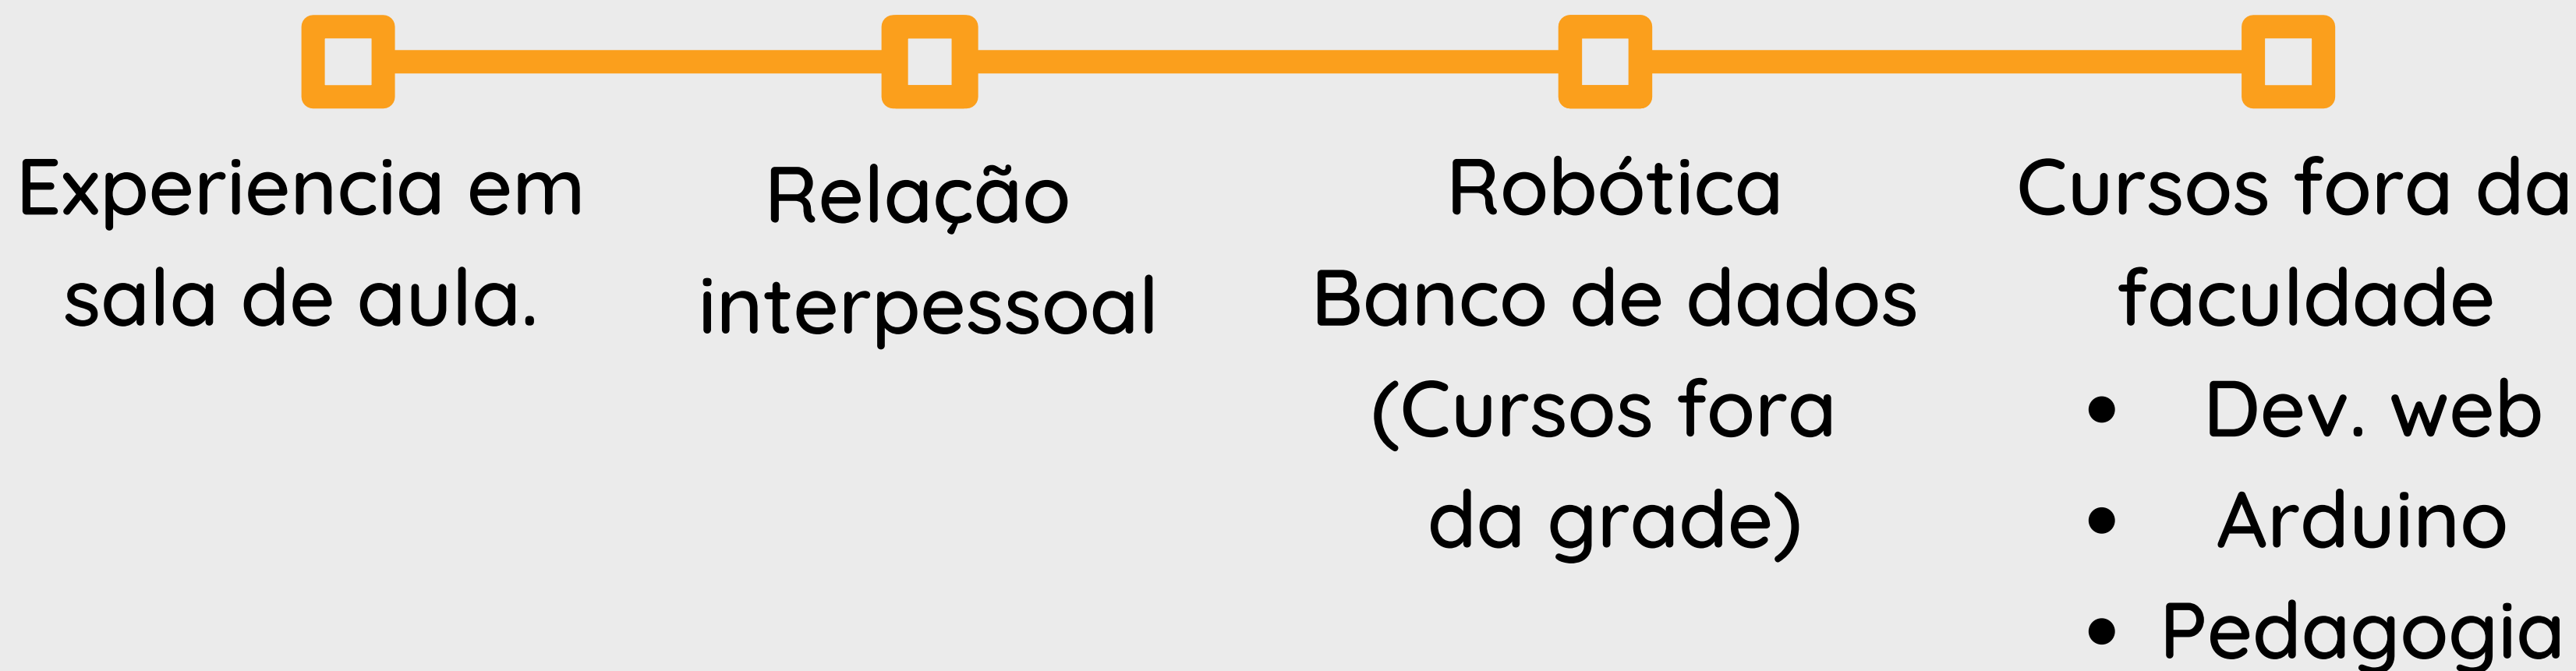 Experiencia em
sala de aula.
Relação
interpessoal
Robótica
Banco de dados
(Cursos fora
da grade)
Cursos fora da
faculdade
• Dev. web
• Arduino
• Pedagogia